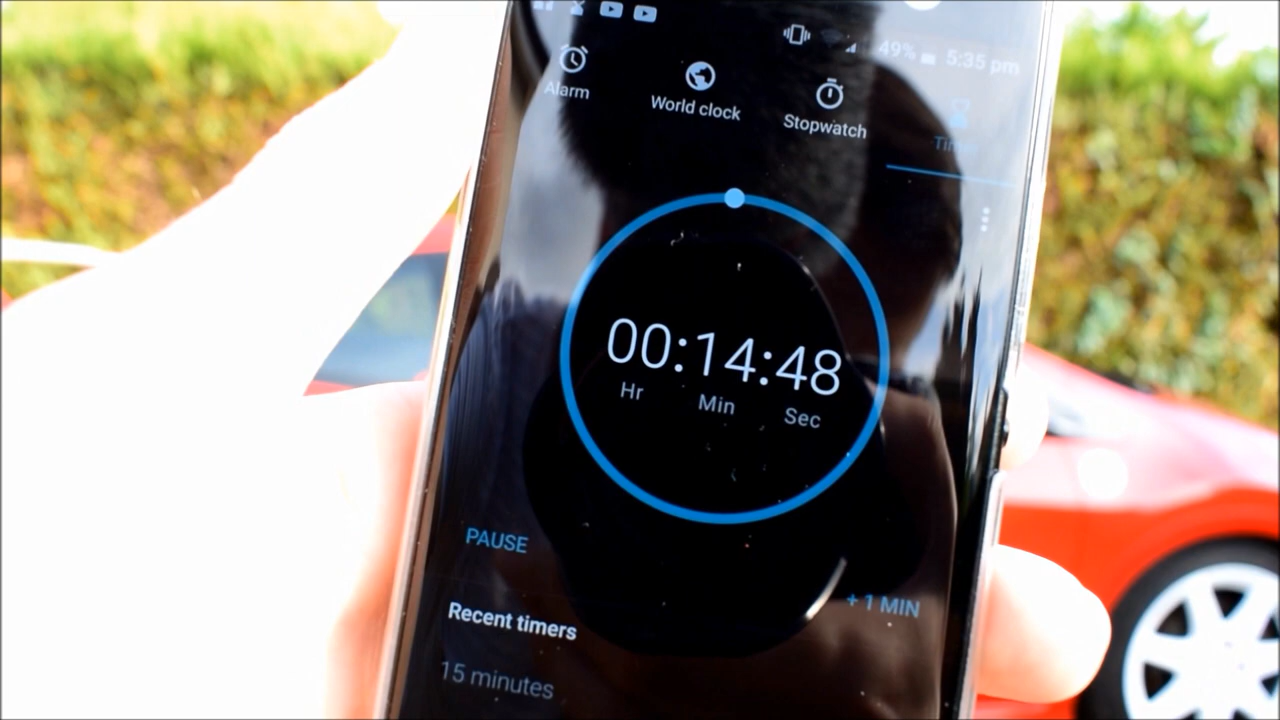 49% 5:35 pm
Alarm
World clock
Stopwatch
Timer
00:14:48
Hr Min Sec
PAUSE
+ 1 MIN
Recent timers
15 minutes